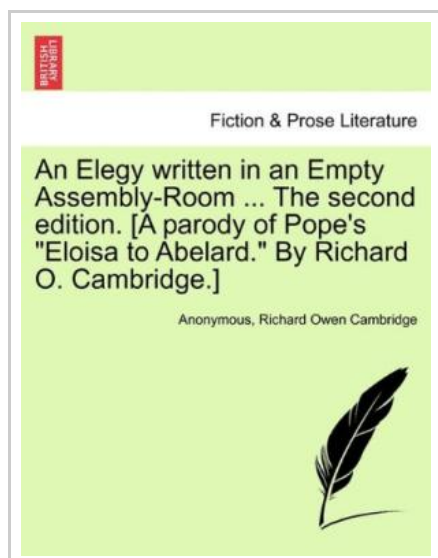 BRITISH
LIBRARY
Fiction & Prose Literature
An Elegy written in an Empty
Assembly-Room ... The second
edition. [A parody of Pope's
"Eloisa to Abelard." By Richard
O. Cambridge.]
Anonymous, Richard Owen Cambridge